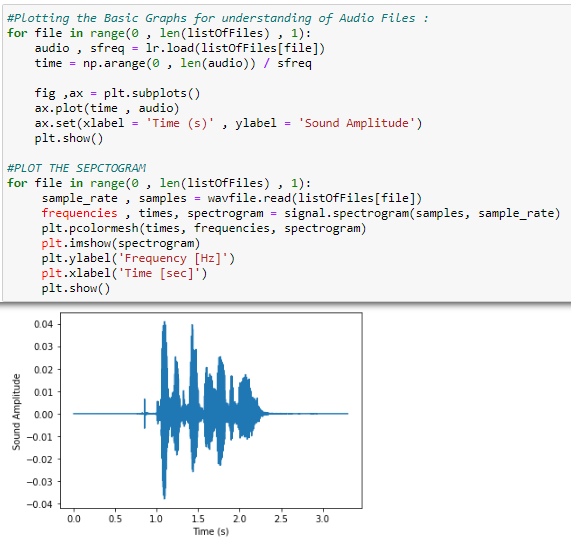 #Plotting the Basic Graphs for understanding of Audio Files :
for file in range(0 , len(listOfFiles) , 1):
    audio , sfreq = lr.load(listOfFiles[file])
    time = np.arange(0 , len(audio)) / sfreq

    fig ,ax = plt.subplots()
    ax.plot(time , audio)
    ax.set(xlabel = 'Time (s)' , ylabel = 'Sound Amplitude')
    plt.show()

#PLOT THE SEPCTOGRAM
for file in range(0 , len(listOfFiles) , 1):
     sample_rate , samples = wavfile.read(listOfFiles[file])
     frequencies , times, spectrogram = signal.spectrogram(samples, sample_rate)
     plt.pcolormesh(times, frequencies, spectrogram)
     plt.imshow(spectrogram)
     plt.ylabel('Frequency [Hz]')
     plt.xlabel('Time [sec]')
     plt.show()
Sound Amplitude
0.04
0.03
0.02
0.01
0.00
−0.01
−0.02
−0.03
−0.04
0.0 0.5 1.0 1.5 2.0 2.5 3.0
Time (s)